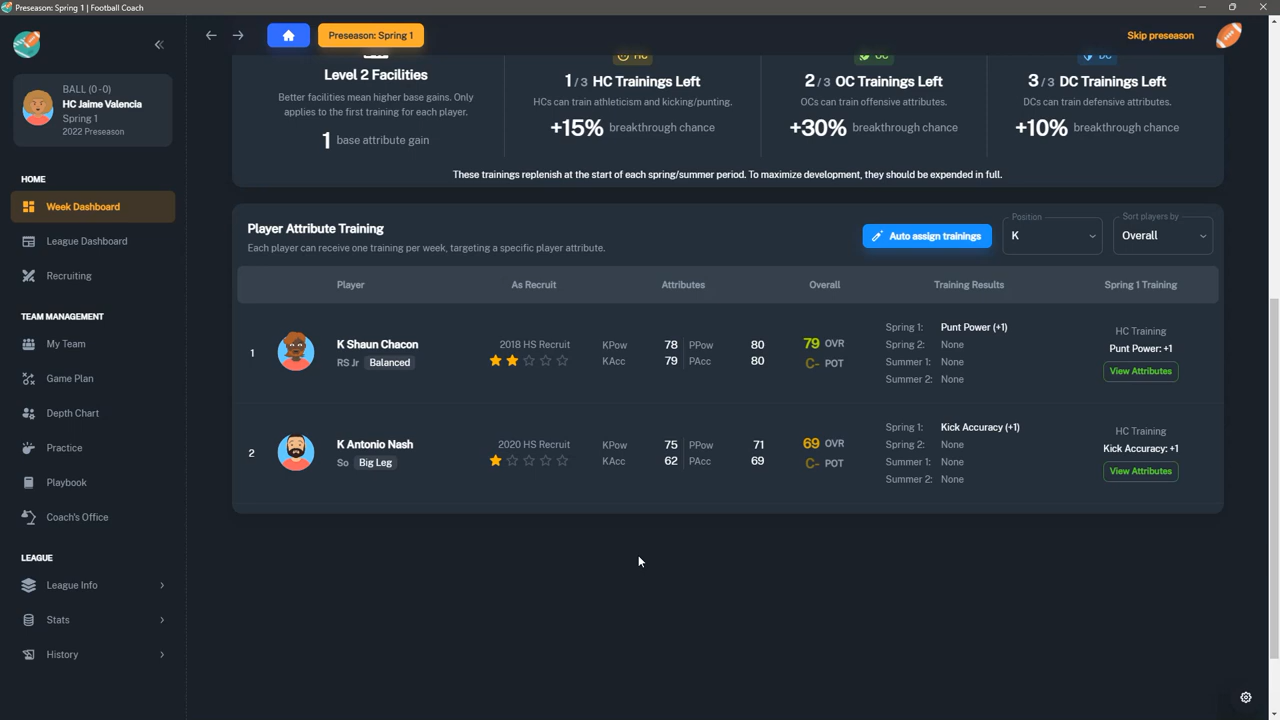 Preseason: Spring 1 | Football Coach
Preseason: Spring 1
Skip preseason
BALL (0-0)
HC Jaime Valencia
Spring 1
2022 Preseason
HOME
Week Dashboard
League Dashboard
Recruiting
TEAM MANAGEMENT
My Team
Game Plan
Depth Chart
Practice
Playbook
Coach's Office
LEAGUE
League Info
Stats
History
Level 2 Facilities
Better facilities mean higher base gains. Only
applies to the first training for each player.
1 base attribute gain
HC
1 / 3 HC Trainings Left
HCs can train athleticism and kicking/punting.
+15% breakthrough chance
OC
2 / 3 OC Trainings Left
OCs can train offensive attributes.
+30% breakthrough chance
DC
3 / 3 DC Trainings Left
DCs can train defensive attributes.
+10% breakthrough chance
These trainings replenish at the start of each spring/summer period. To maximize development, they should be expended in full.
Player Attribute Training
Each player can receive one training per week, targeting a specific player attribute.
Auto assign trainings
Position
K
Sort players by
Overall
Player As Recruit Attributes Overall Training Results Spring 1 Training
1
K Shaun Chacon
RS Jr Balanced
2018 HS Recruit
KPow 78 PPow 80
KAcc 79 PAcc 80
79 OVR
C- POT
Spring 1: Punt Power (+1)
Spring 2: None
Summer 1: None
Summer 2: None
HC Training
Punt Power: +1
View Attributes
2
K Antonio Nash
So Big Leg
2020 HS Recruit
KPow 75 PPow 71
KAcc 62 PAcc 69
69 OVR
C- POT
Spring 1: Kick Accuracy (+1)
Spring 2: None
Summer 1: None
Summer 2: None
HC Training
Kick Accuracy: +1
View Attributes